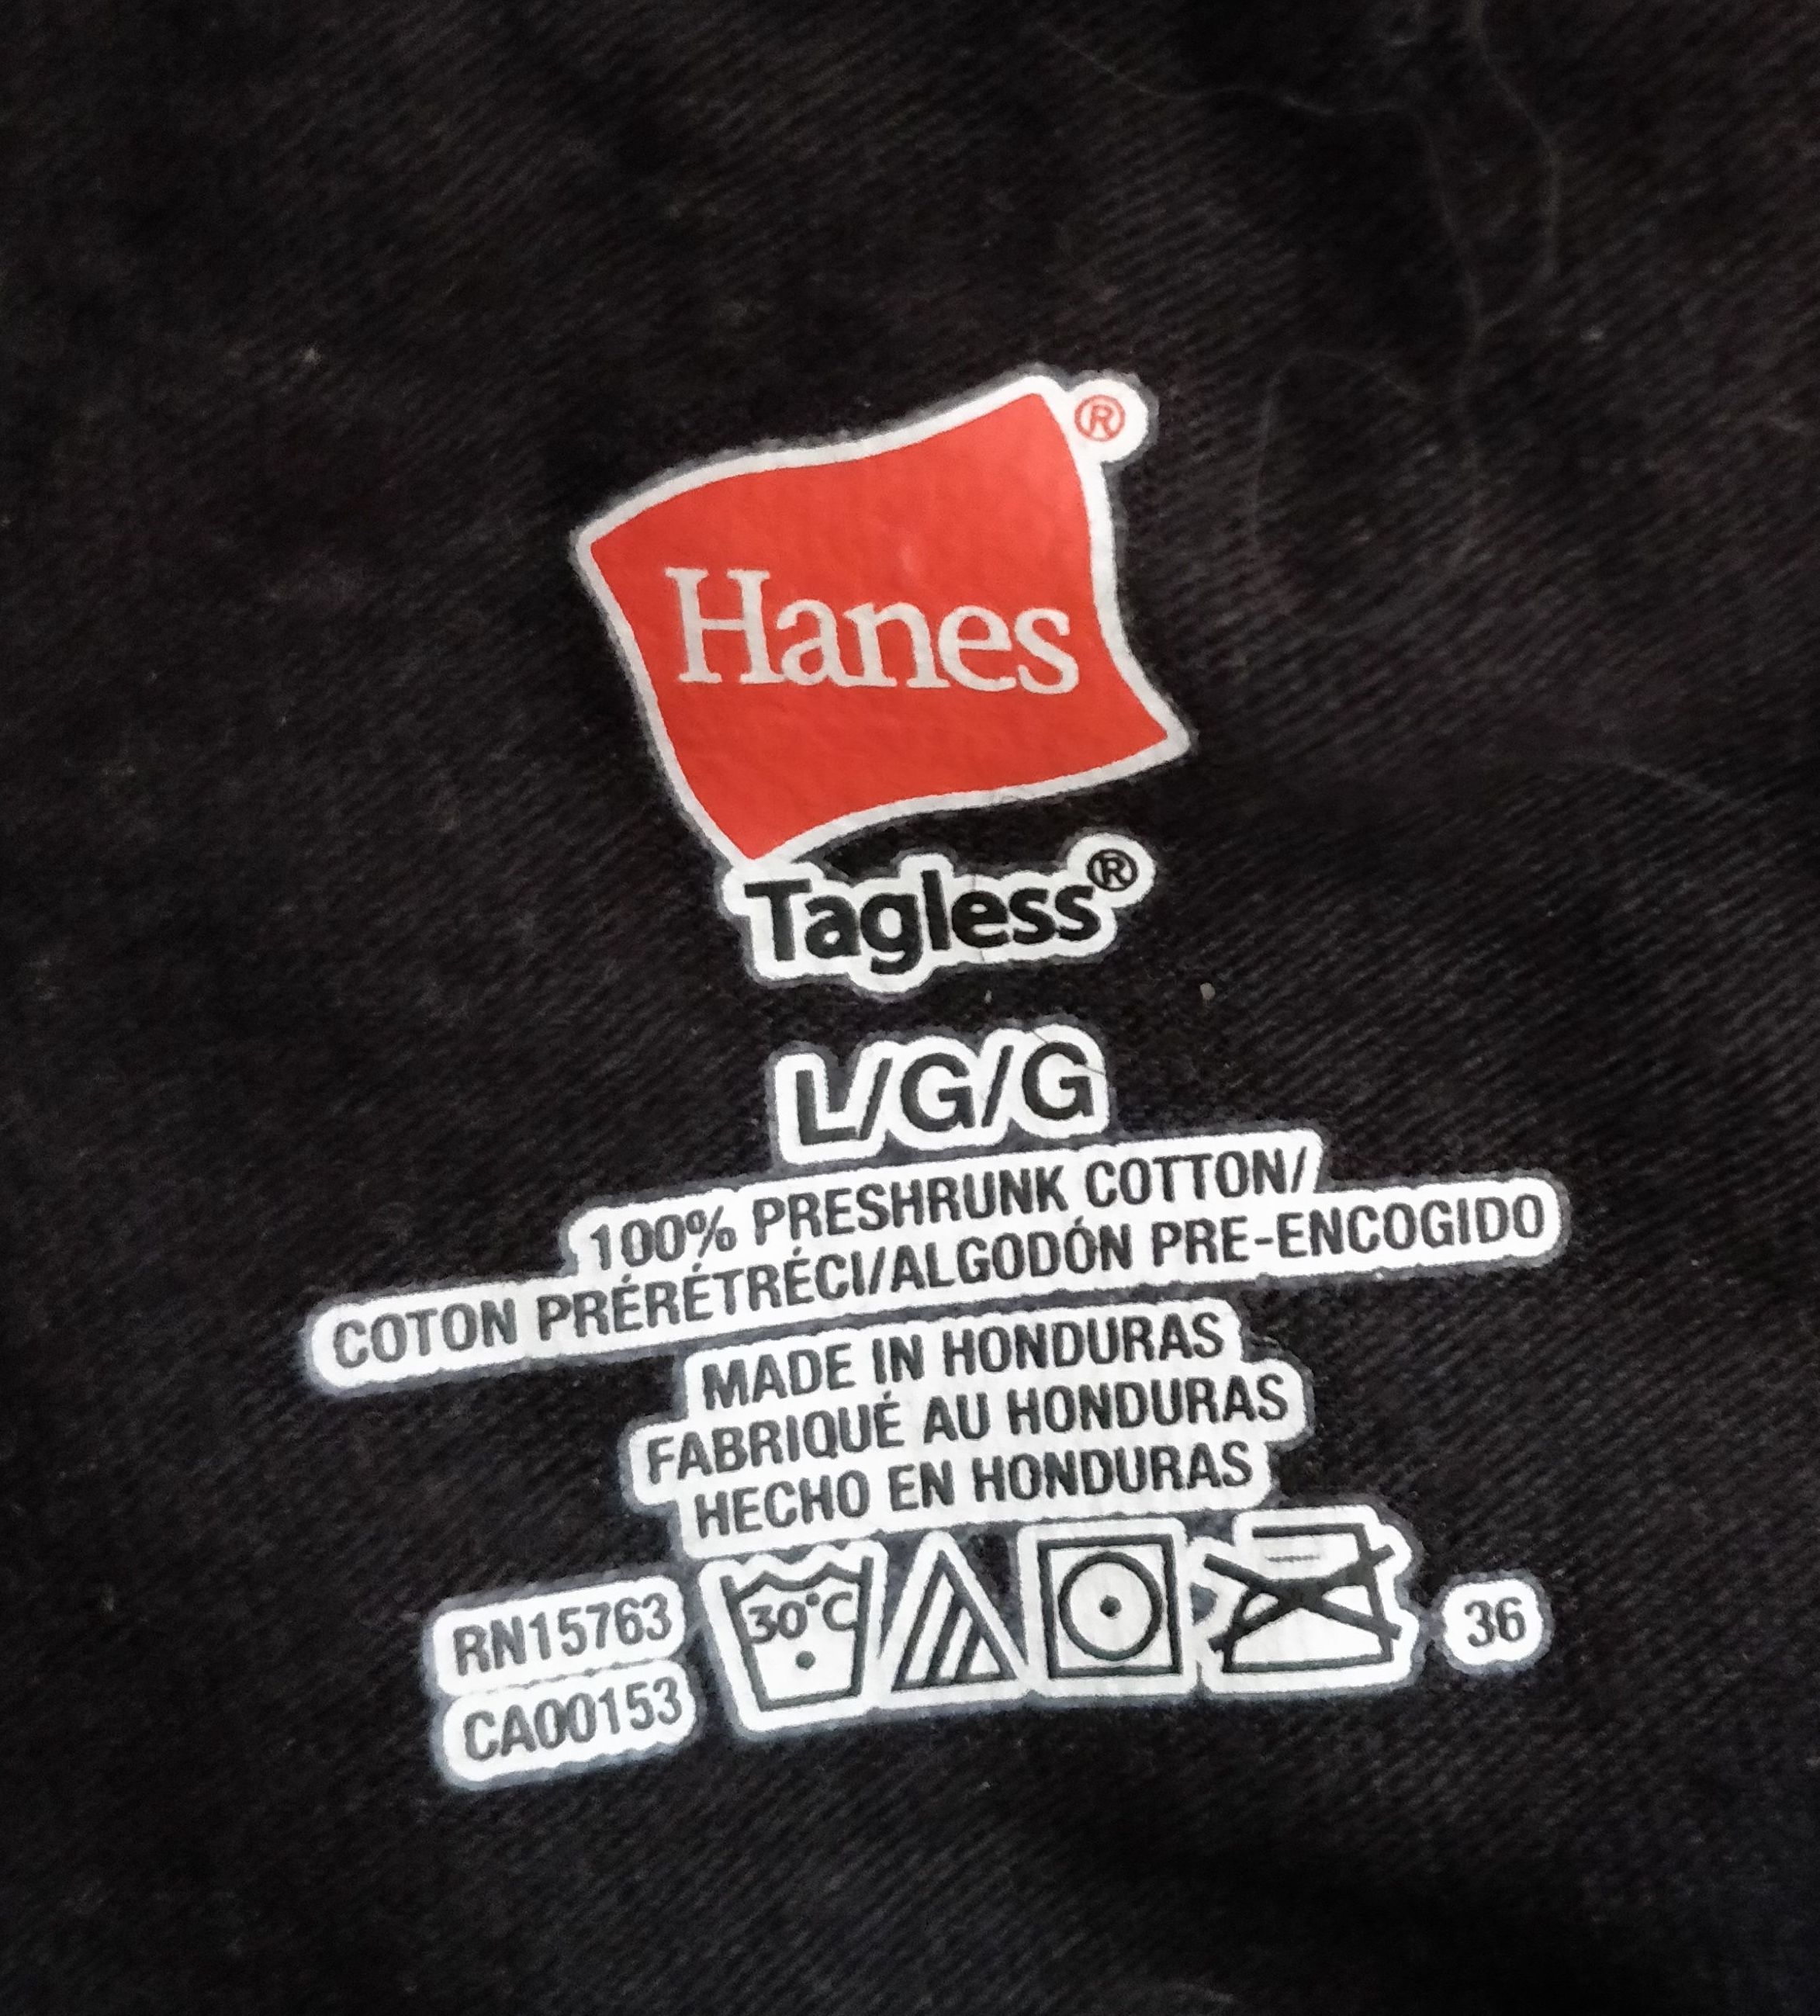 Hanes®
Tagless®
L/G/G
100% PRESHRUNK COTTON/
COTON PRÉRÉTRÉCI/ALGODÓN PRE-ENCOGIDO
MADE IN HONDURAS
FABRIQUÉ AU HONDURAS
HECHO EN HONDURAS
RN15763
CA00153
30°C
36